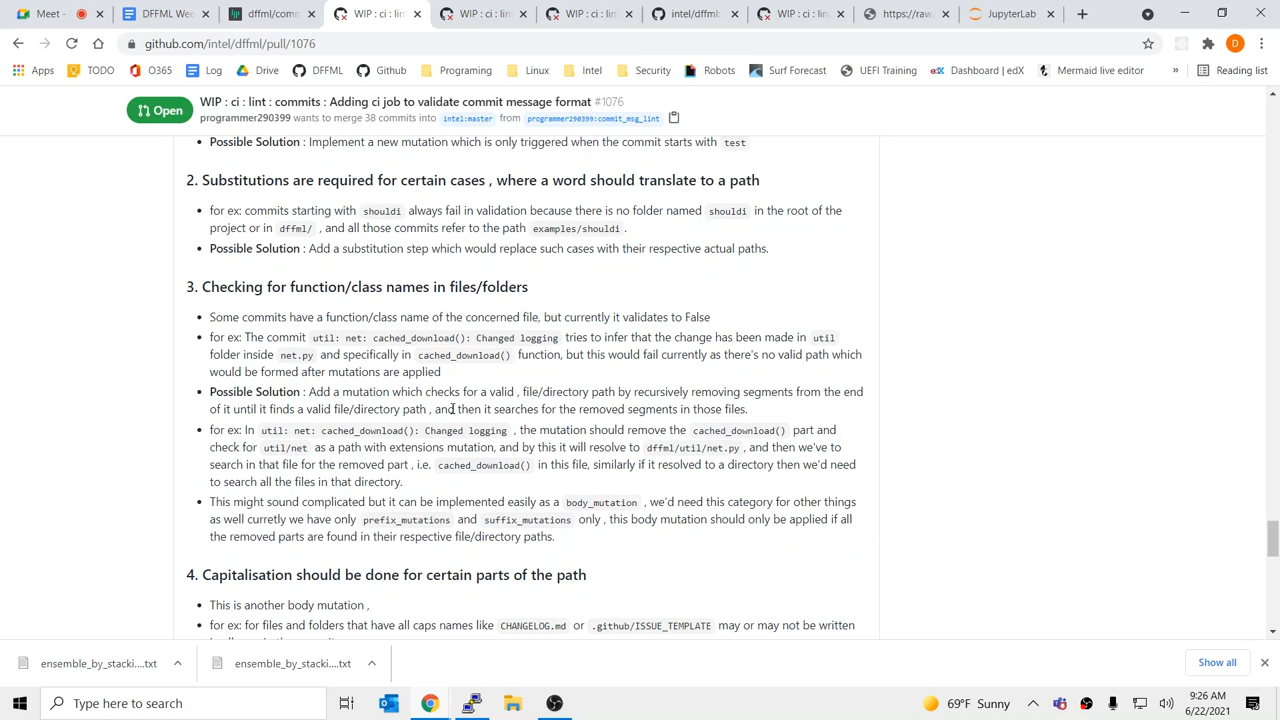 Meet -
DFFML Wee
dffml/com
WIP : ci : lint
WIP : ci : lint
WIP : ci : lint
intel/dffml
WIP : ci : lint
https://raw
JupyterLab
github.com/intel/dffml/pull/1076
D
Apps
TODO
O365
Log
Drive
DFFML
Github
Programing
Linux
Intel
Security
Robots
Surf Forecast
UEFI Training
Dashboard | edX
Mermaid live editor
»
Reading list
Open
WIP : ci : lint : commits : Adding ci job to validate commit message format #1076
programmer290399 wants to merge 38 commits into intel:master from programmer290399:commit_msg_lint
Possible Solution : Implement a new mutation which is only triggered when the commit starts with test
2. Substitutions are required for certain cases , where a word should translate to a path
for ex: commits starting with shouldi always fail in validation because there is no folder named shouldi in the root of the
project or in dffml/ , and all those commits refer to the path examples/shouldi .
Possible Solution : Add a substitution step which would replace such cases with their respective actual paths.
3. Checking for function/class names in files/folders
Some commits have a function/class name of the concerned file, but currently it validates to False
for ex: The commit util: net: cached_download(): Changed logging tries to infer that the change has been made in util
folder inside net.py and specifically in cached_download() function, but this would fail currently as there's no valid path which
would be formed after mutations are applied
Possible Solution : Add a mutation which checks for a valid , file/directory path by recursively removing segments from the end
of it until it finds a valid file/directory path , and then it searches for the removed segments in those files.
for ex: In util: net: cached_download(): Changed logging , the mutation should remove the cached_download() part and
check for util/net as a path with extensions mutation, and by this it will resolve to dffml/util/net.py , and then we've to
search in that file for the removed part , i.e. cached_download() in this file, similarly if it resolved to a directory then we'd need
to search all the files in that directory.
This might sound complicated but it can be implemented easily as a body_mutation , we'd need this category for other things
as well curretly we have only prefix_mutations and suffix_mutations only , this body mutation should only be applied if all
the removed parts are found in their respective file/directory paths.
4. Capitalisation should be done for certain parts of the path
This is another body mutation ,
for ex: for files and folders that have all caps names like CHANGELOG.md or .github/ISSUE_TEMPLATE may or may not be written
ensemble_by_stacki....txt
ensemble_by_stacki....txt
Show all
Type here to search
69°F Sunny
9:26 AM
6/22/2021